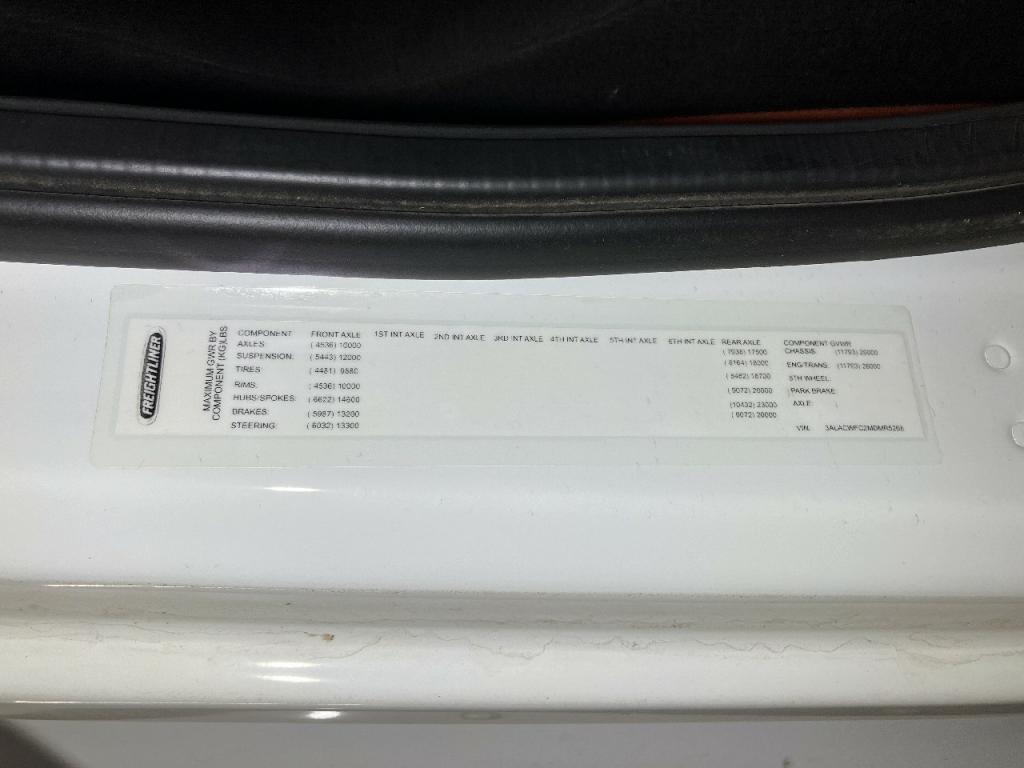 FREIGHTLINER
MAXIMUM GWR BY
COMPONENT (KG)LBS
COMPONENT FRONT AXLE 1ST INT AXLE 2ND INT AXLE 3RD INT AXLE 4TH INT AXLE 5TH INT AXLE 6TH INT AXLE REAR AXLE COMPONENT GVWR
AXLES: ( 4536) 10000 ( 7938) 17500 CHASSIS: (11793) 26000
SUSPENSION: ( 5443) 12000 ( 8164) 18000 ENG/TRANS: (11793) 26000
TIRES: ( 4481) 9880 ( 8482) 18700 5TH WHEEL:
RIMS: ( 4536) 10000 ( 9072) 20000 PARK BRAKE:
HUBS/SPOKES: ( 6622) 14600 (10432) 23000 AXLE:
BRAKES: ( 5987) 13200 ( 9072) 20000
STEERING: ( 6032) 13300 VIN: